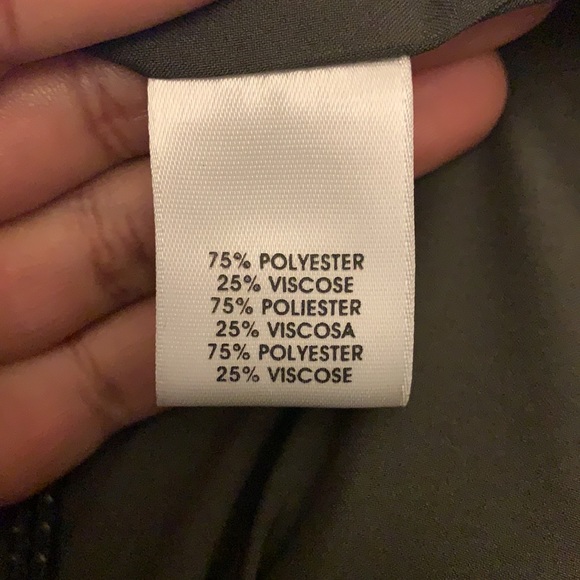 75% POLYESTER
25% VISCOSE
75% POLIESTER
25% VISCOSA
75% POLYESTER
25% VISCOSE